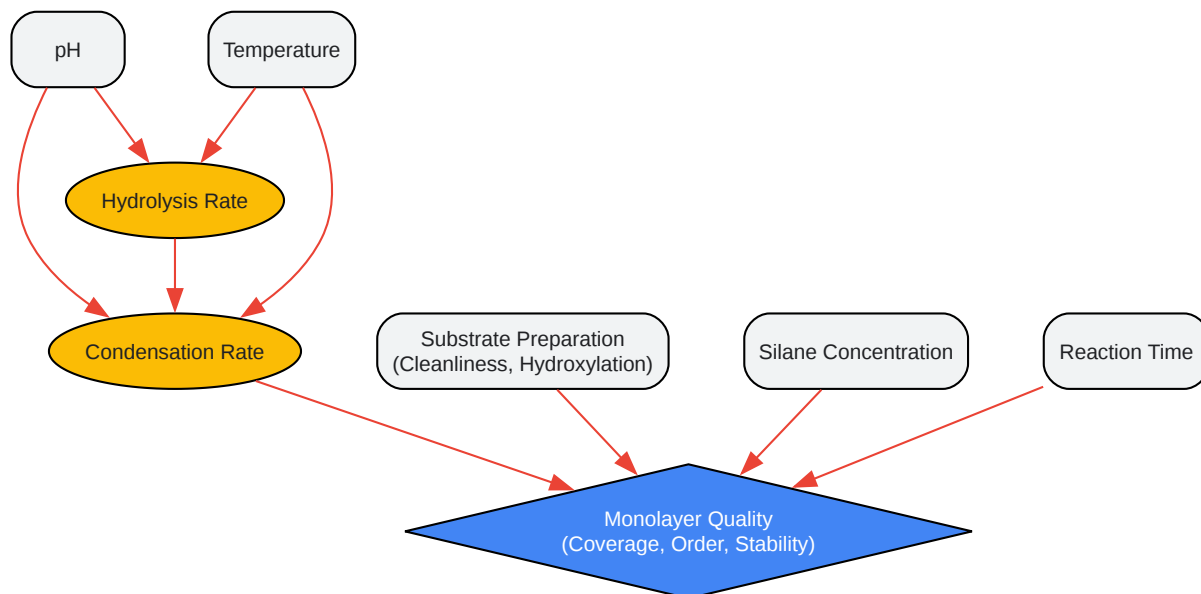 pH
Temperature
Hydrolysis Rate
Condensation Rate
Substrate Preparation
(Cleanliness, Hydroxylation)
Silane Concentration
Reaction Time
Monolayer Quality
(Coverage, Order, Stability)